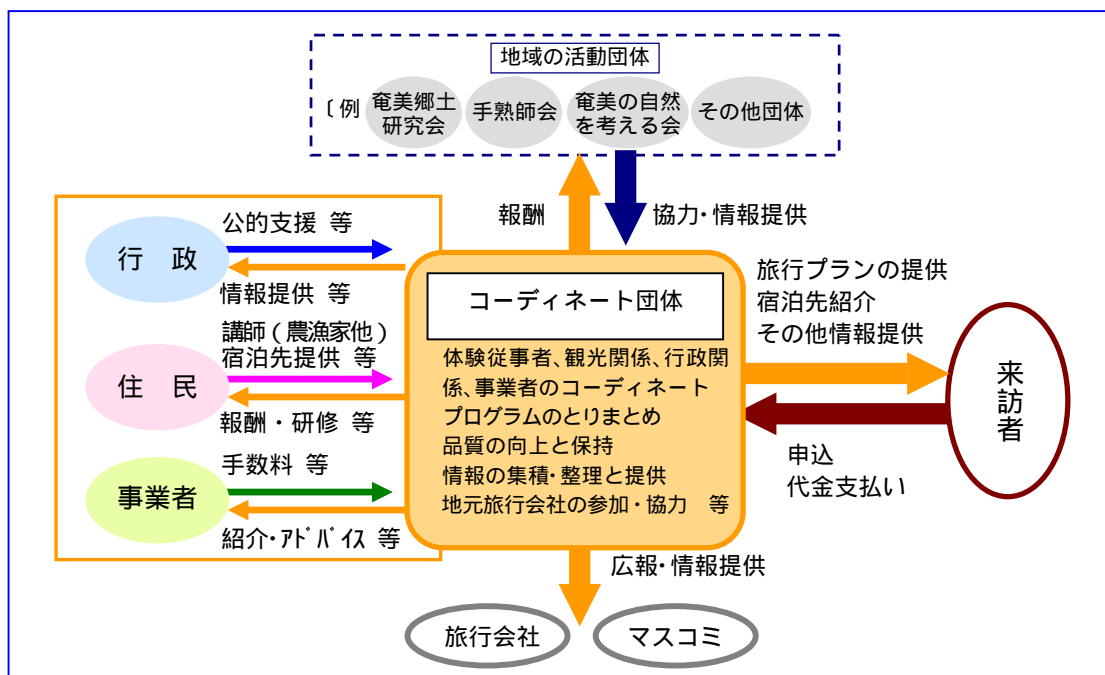 地域の活動団体
〔例
奄美郷土
研究会
手熟師会
奄美の自然
を考える会
その他団体
報酬
協力・情報提供
公的支援 等
行 政
情報提供 等
講師(農漁家他)
宿泊先提供 等
住 民
報酬・研修 等
手数料 等
事業者
紹介・ｱﾄﾞﾊﾞｲｽ 等
コーディネート団体
体験従事者、観光関係、行政関
係、事業者のコーディネート
プログラムのとりまとめ
品質の向上と保持
情報の集積・整理と提供
地元旅行会社の参加・協力 等
旅行プランの提供
宿泊先紹介
その他情報提供
来訪者
申込
代金支払い
広報・情報提供
旅行会社
マスコミ